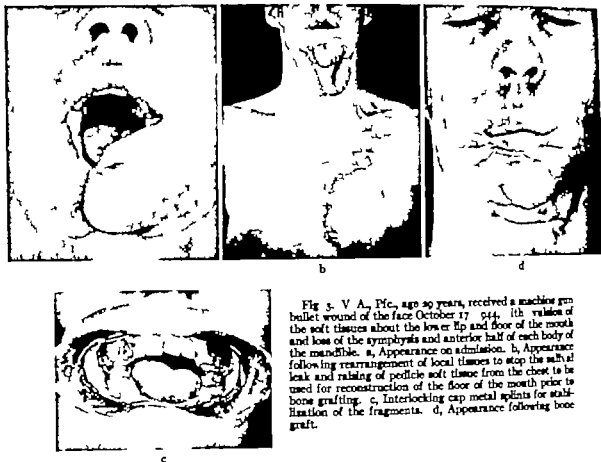 b
d
c
Fig 3. V A., Pfc., age 29 years, received a machine gun
bullet wound of the face October 17 944, ith vulsion of
the soft tissues about the lower lip and floor of the mouth
and loss of the symphysis and anterior half of each body of
the mandible. a, Appearance on admission. b, Appearance
following rearrangement of local tissues to stop the salival
leak and raising of pedicle soft tissue from the chest to be
used for reconstruction of the floor of the mouth prior to
bone grafting. c, Interlocking cap metal splints for stabi-
lization of the fragments. d, Appearance following bone
graft.